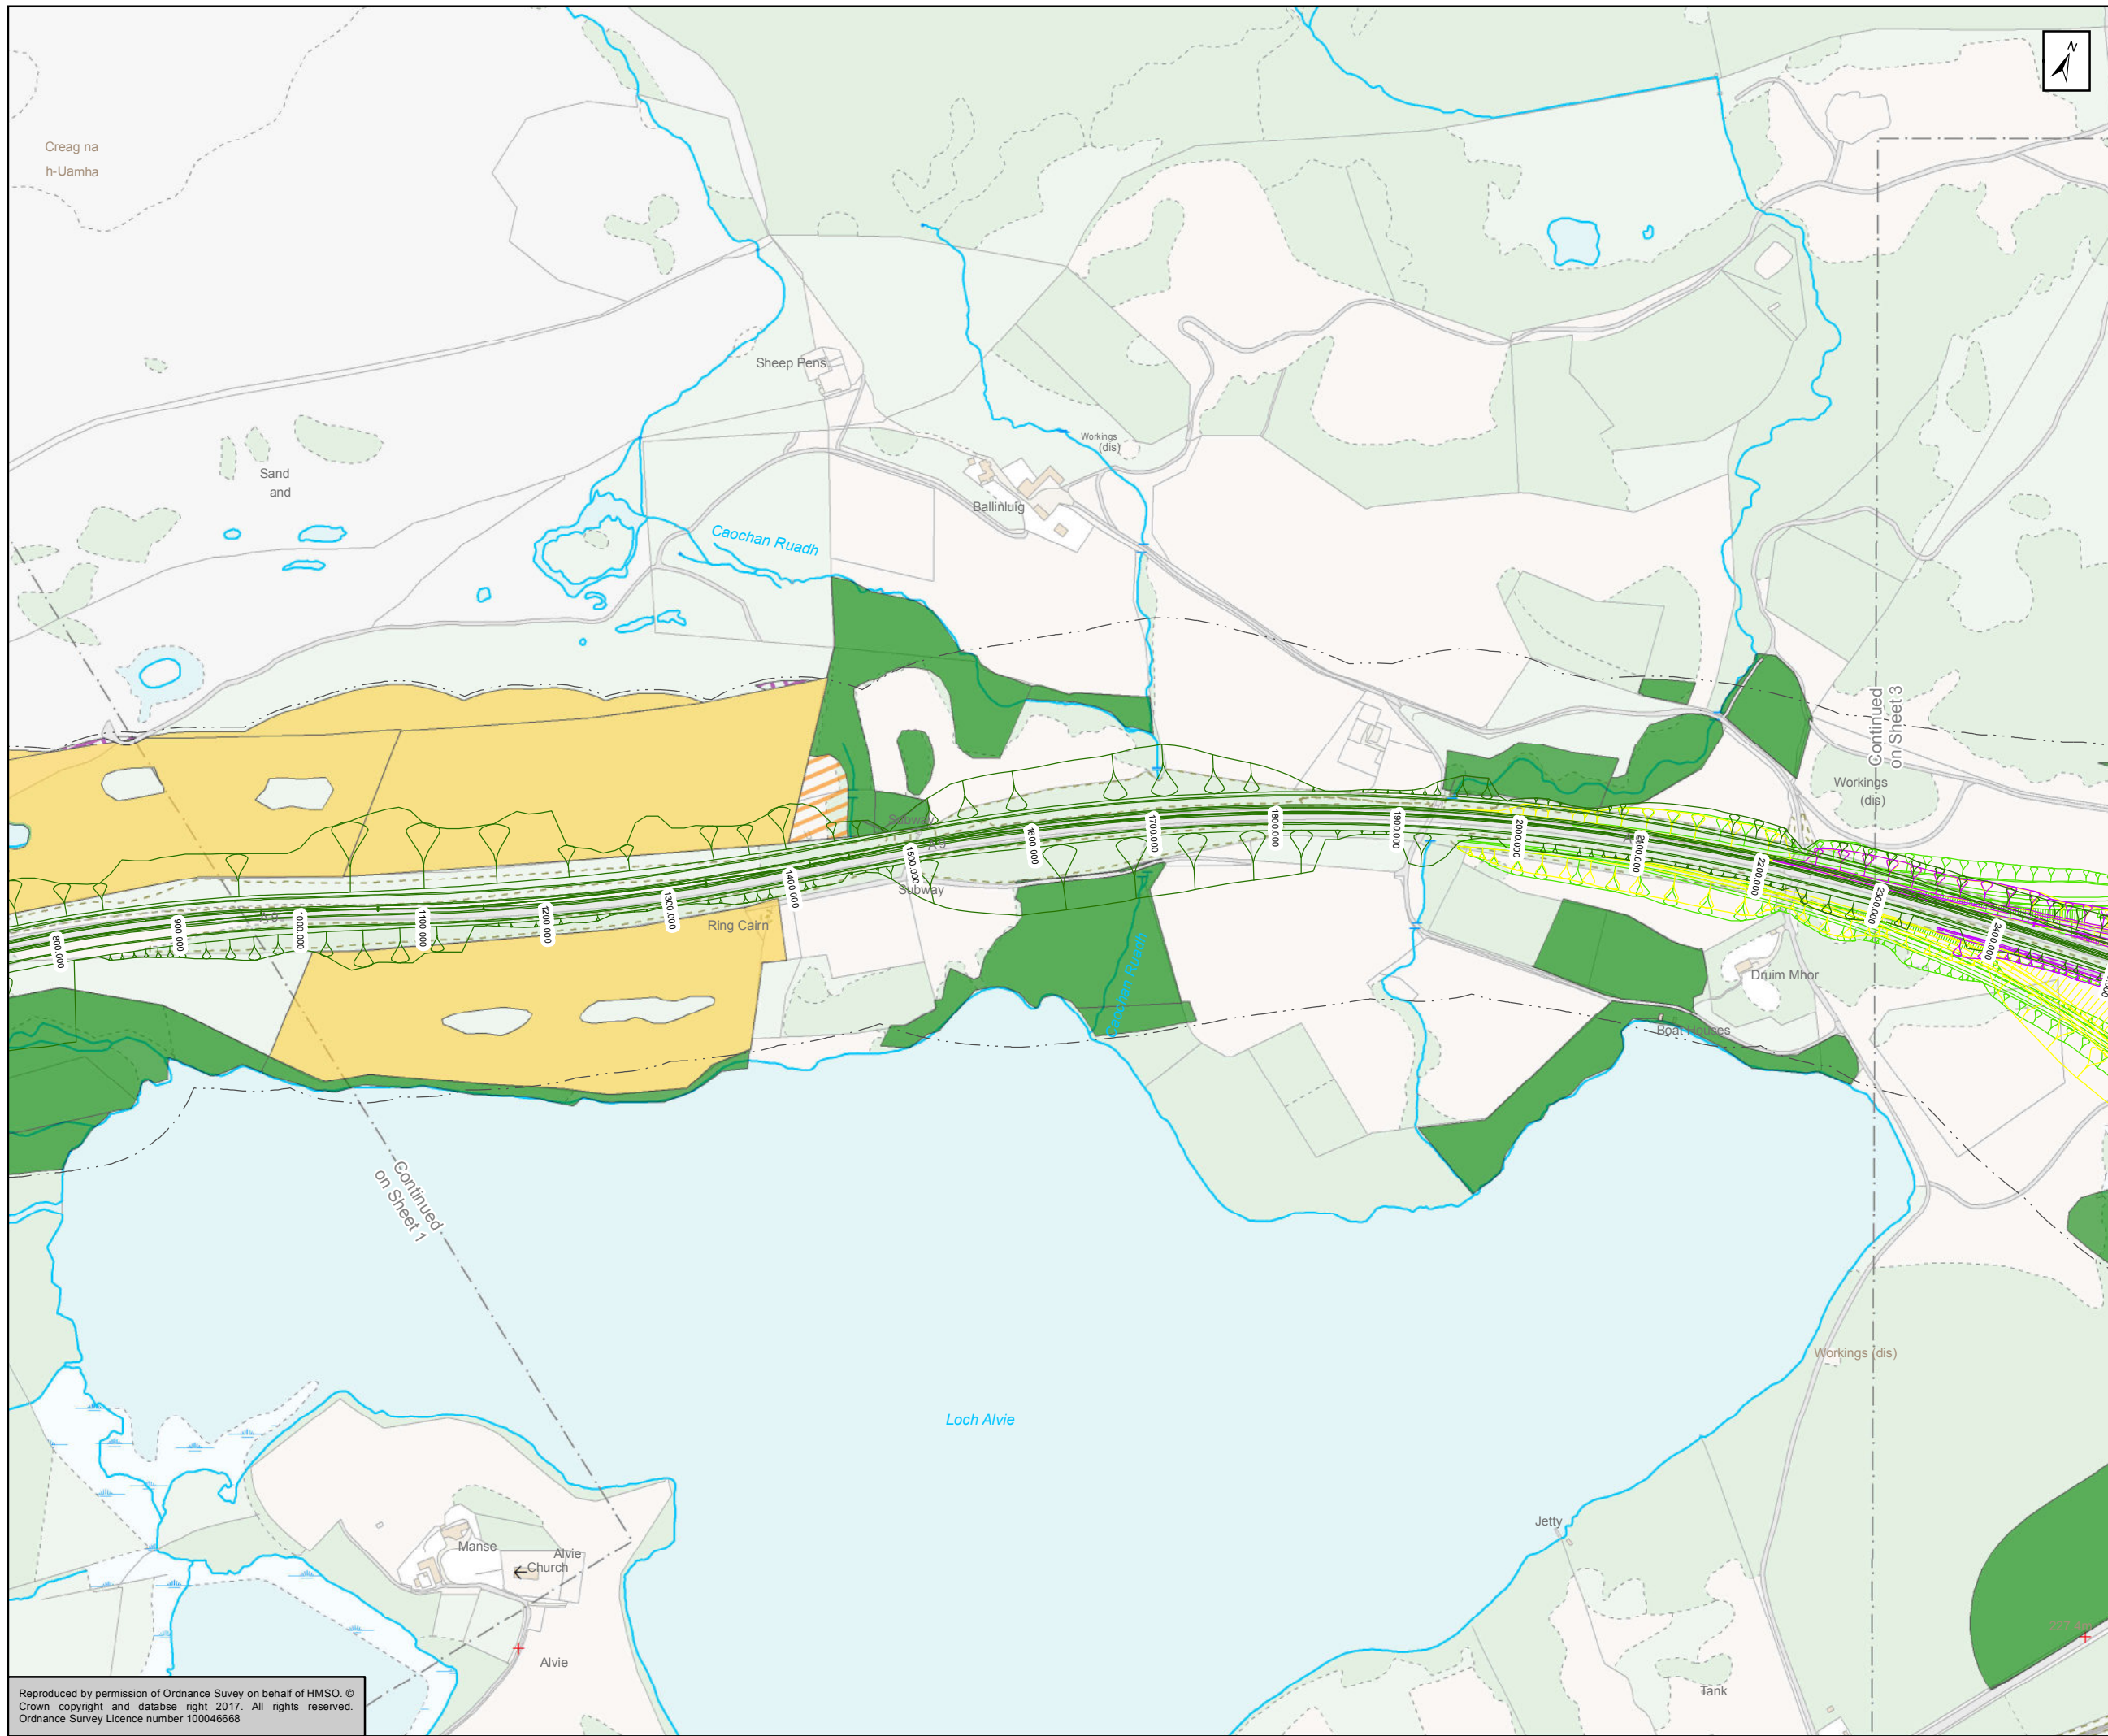 N
Creag na
h-Uamha
Sheep Pens
Workings
(dis)
Sand
and
Ballinluig
Caochan Ruadh
Continued
on Sheet 3
Workings
(dis)
Subway
A9
Subway
Ring Cairn
A9
800.000
900.000
1000.000
1100.000
1200.000
1300.000
1400.000
1500.000
1600.000
1700.000
1800.000
1900.000
2000.000
2100.000
2200.000
2300.000
2400.000
Caochan Ruadh
Druim Mhor
Boat Houses
Continued
on Sheet 1
Workings (dis)
Loch Alvie
Jetty
Manse
Alvie
Church
Alvie
Tank
Reproduced by permission of Ordnance Suvey on behalf of HMSO. ©
Crown copyright and databse right 2017. All rights reserved.
Ordnance Survey Licence number 100046668